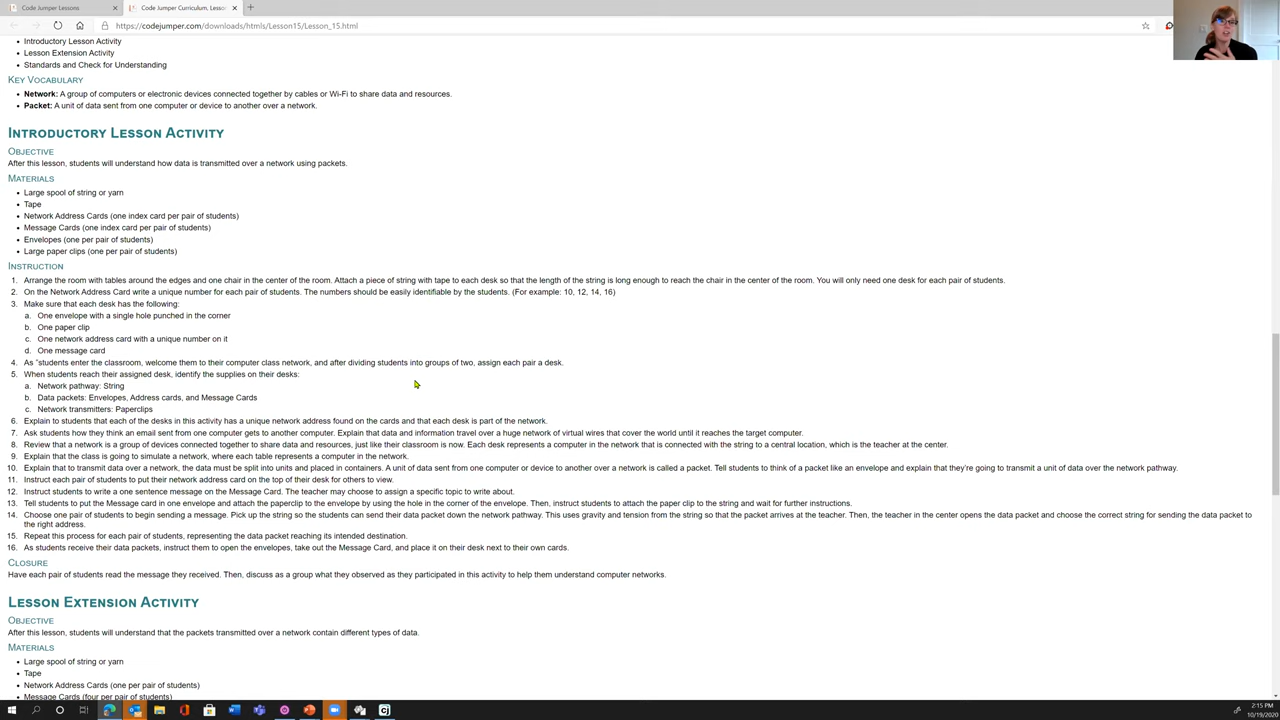 Code Jumper Lessons
Code Jumper Curriculum, Lesso
https://codejumper.com/downloads/htmls/Lesson15/Lesson_15.html
• Introductory Lesson Activity
• Lesson Extension Activity
• Standards and Check for Understanding
KEY VOCABULARY
• Network: A group of computers or electronic devices connected together by cables or Wi-Fi to share data and resources.
• Packet: A unit of data sent from one computer or device to another over a network.
INTRODUCTORY LESSON ACTIVITY
OBJECTIVE
After this lesson, students will understand how data is transmitted over a network using packets.
MATERIALS
• Large spool of string or yarn
• Tape
• Network Address Cards (one index card per pair of students)
• Message Cards (one index card per pair of students)
• Envelopes (one per pair of students)
• Large paper clips (one per pair of students)
INSTRUCTION
1. Arrange the room with tables around the edges and one chair in the center of the room. Attach a piece of string with tape to each desk so that the length of the string is long enough to reach the chair in the center of the room. You will only need one desk for each pair of students.
2. On the Network Address Card write a unique number for each pair of students. The numbers should be easily identifiable by the students. (For example: 10, 12, 14, 16)
3. Make sure that each desk has the following:
a. One envelope with a single hole punched in the corner
b. One paper clip
c. One network address card with a unique number on it
d. One message card
4. As "students enter the classroom, welcome them to their computer class network, and after dividing students into groups of two, assign each pair a desk.
5. When students reach their assigned desk, identify the supplies on their desks:
a. Network pathway: String
b. Data packets: Envelopes, Address cards, and Message Cards
c. Network transmitters: Paperclips
6. Explain to students that each of the desks in this activity has a unique network address found on the cards and that each desk is part of the network.
7. Ask students how they think an email sent from one computer gets to another computer. Explain that data and information travel over a huge network of virtual wires that cover the world until it reaches the target computer.
8. Review that a network is a group of devices connected together to share data and resources, just like their classroom is now. Each desk represents a computer in the network that is connected with the string to a central location, which is the teacher at the center.
9. Explain that the class is going to simulate a network, where each table represents a computer in the network.
10. Explain that to transmit data over a network, the data must be split into units and placed in containers. A unit of data sent from one computer or device to another over a network is called a packet. Tell students to think of a packet like an envelope and explain that they're going to transmit a unit of data over the network pathway.
11. Instruct each pair of students to put their network address card on the top of their desk for others to view.
12. Instruct students to write a one sentence message on the Message Card. The teacher may choose to assign a specific topic to write about.
13. Tell students to put the Message card in one envelope and attach the paperclip to the envelope by using the hole in the corner of the envelope. Then, instruct students to attach the paper clip to the string and wait for further instructions.
14. Choose one pair of students to begin sending a message. Pick up the string so the students can send their data packet down the network pathway. This uses gravity and tension from the string so that the packet arrives at the teacher. Then, the teacher in the center opens the data packet and choose the correct string for sending the data packet to
the right address.
15. Repeat this process for each pair of students, representing the data packet reaching its intended destination.
16. As students receive their data packets, instruct them to open the envelopes, take out the Message Card, and place it on their desk next to their own cards.
CLOSURE
Have each pair of students read the message they received. Then, discuss as a group what they observed as they participated in this activity to help them understand computer networks.
LESSON EXTENSION ACTIVITY
OBJECTIVE
After this lesson, students will understand that the packets transmitted over a network contain different types of data.
MATERIALS
• Large spool of string or yarn
• Tape
• Network Address Cards (one per pair of students)
• Message Cards (four per pair of students)
2:15 PM
10/19/2020